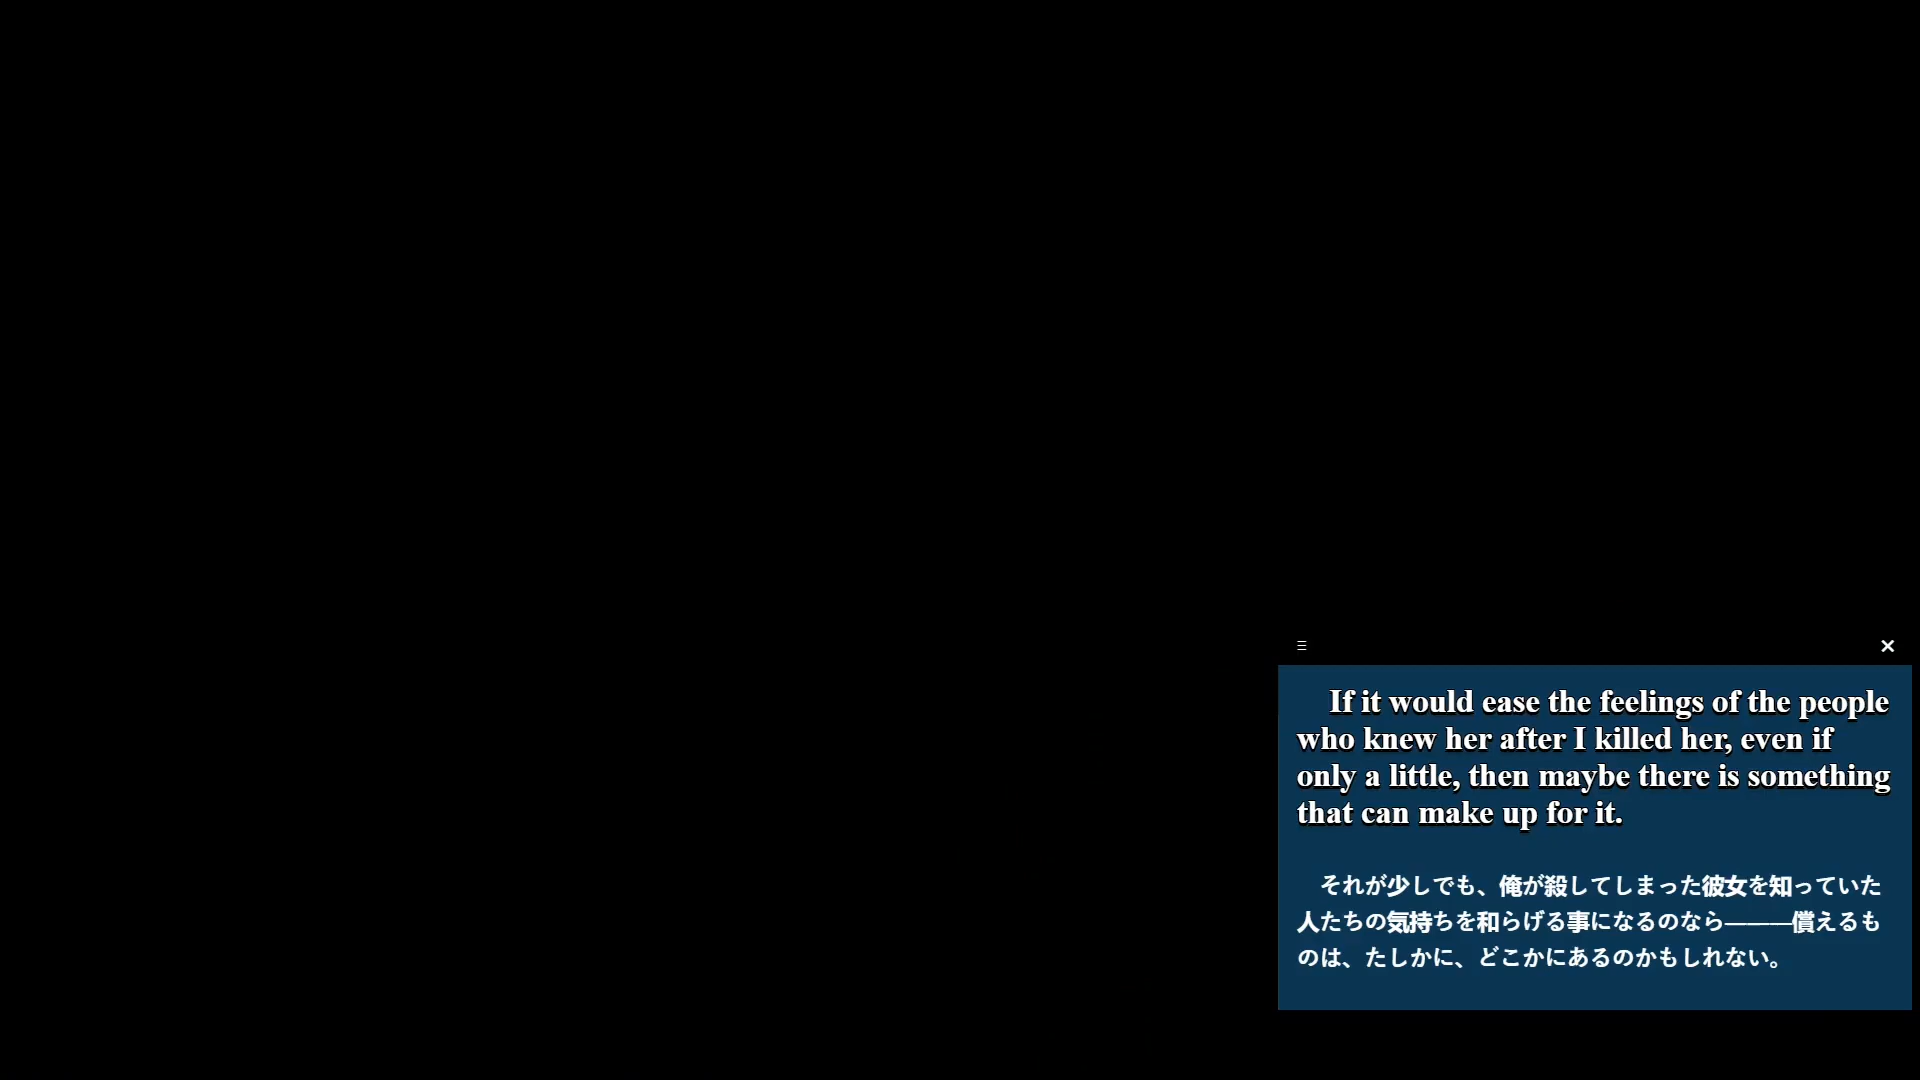 If it would ease the feelings of the people
who knew her after I killed her, even if
only a little, then maybe there is something
that can make up for it.
それが少しでも、俺が殺してしまった彼女を知っていた
人たちの気持ちを和らげる事になるのなら―――償えるも
のは、たしかに、どこかにあるのかもしれない。